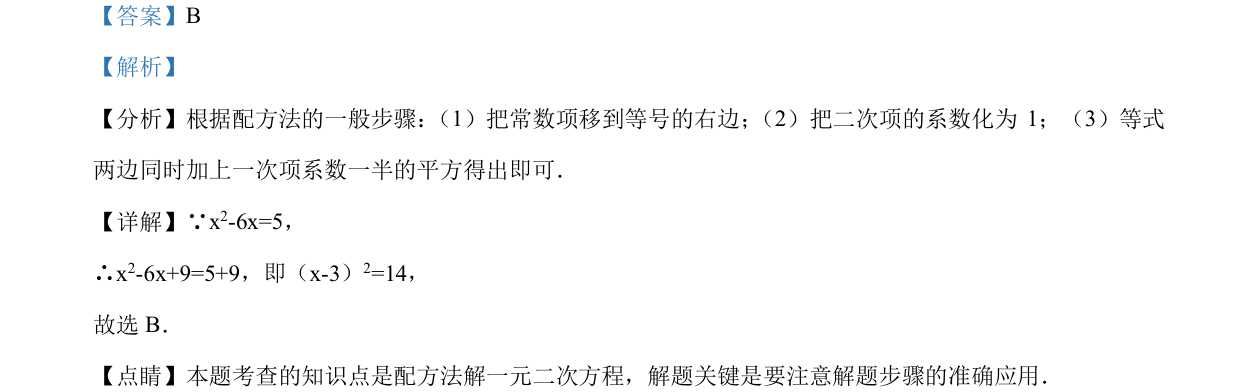 【答案】B
【解析】
【分析】根据配方法的一般步骤:（1）把常数项移到等号的右边;（2）把二次项的系数化为 1;（3）等式
两边同时加上一次项系数一半的平方得出即可.
【详解】∵x²-6x=5，
∴x²-6x+9=5+9，即（x-3）²=14，
故选 B.
【点睛】本题考查的知识点是配方法解一元二次方程，解题关键是要注意解题步骤的准确应用.